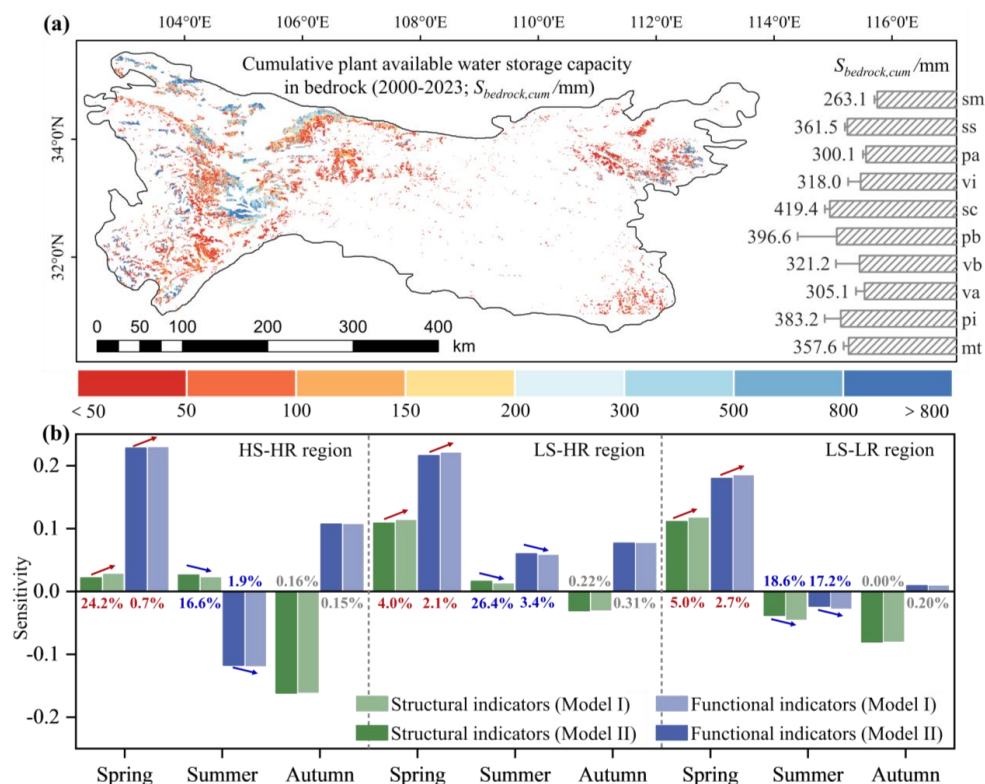 (a)
104°0'E 106°0'E 108°0'E 110°0'E 112°0'E 114°0'E 116°0'E
34°0'N
32°0'N
Cumulative plant available water storage capacity
in bedrock (2000-2023; Sbedrock,cum/mm)
Sbedrock,cum/mm
263.1 sm
361.5 ss
300.1 pa
318.0 vi
419.4 sc
396.6 pb
321.2 vb
305.1 va
383.2 pi
357.6 mt
0 50 100 200 300 400
km
< 50 50 100 150 200 300 500 800 > 800
(b)
HS-HR region LS-HR region LS-LR region
Sensitivity
0.2
0.1
0.0
-0.1
-0.2
1.9% 0.16% 0.22% 18.6% 17.2% 0.00%
24.2% 0.7% 16.6% 0.15% 4.0% 2.1% 26.4% 3.4% 0.31% 5.0% 2.7% 0.20%
Structural indicators (Model I) Functional indicators (Model I)
Structural indicators (Model II) Functional indicators (Model II)
Spring Summer Autumn Spring Summer Autumn Spring Summer Autumn